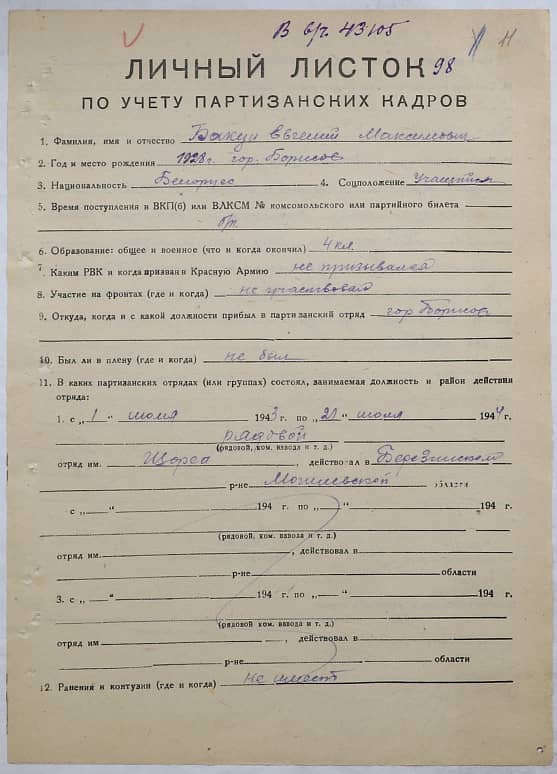 В в/ч 43105
11
ЛИЧНЫЙ ЛИСТОК 98
ПО УЧЕТУ ПАРТИЗАНСКИХ КАДРОВ
1. Фамилия, имя и отчество Бакун Евгений Максимович
2. Год и место рождения 1928г. гор. Борисов
3. Национальность Белорус 4. Соцположение Учащийся
5. Время поступления в ВКП(б) или ВЛКСМ № комсомольского или партийного билета
б/п.
6. Образование: общее и военное (что и когда окончил) 4 кл.
7. Каким РВК и когда призван в Красную Армию не призывался
8. Участие на фронтах (где и когда) не участвовал
9. Откуда, когда и с какой должности прибыл в партизанский отряд гор Борисов
10. Был ли в плену (где и когда) не был
11. В каких партизанских отрядах (или группах) состоял, занимаемая должность и район действия
отряда:
1. с „1“ июля 1943 г. по „ “ июля 1944 г.
рядовой
(рядовой, ком. взвода и т. д.)
отряд им. Щорса, действовал в Березинском
р-не Могилевской области
с „ “ 194 г. по „ “ 194 г.
(рядовой, ком. взвода и т. д.)
отряд им. , действовал в
р-не области
3. с „ “ 194 г. по „ “ 194 г.
(рядовой, ком. взвода и т. д.)
отряд им , действовал в
р-не области
12. Ранения и контузии (где и когда) не имеет